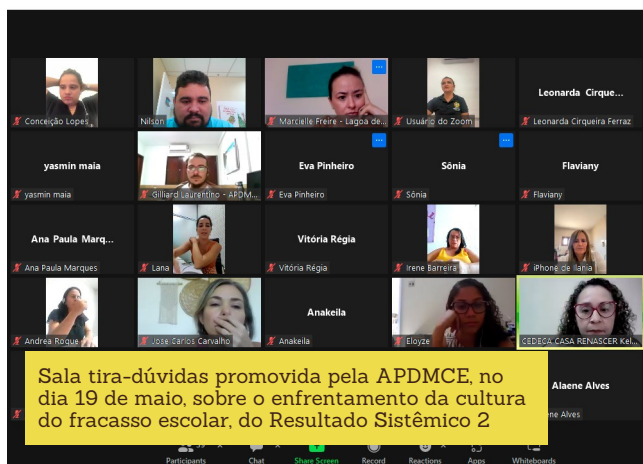 Leonarda Cirque...
Conceição Lopes
Nilson
Marcielle Freire - Lagoa de...
Usuário do Zoom
Leonarda Cirqueira Ferraz
yasmin maia
Eva Pinheiro
Sônia
Flaviany
yasmin maia
Gilliard Laurentino - APDM...
Eva Pinheiro
Sônia
Flaviany
Ana Paula Marq...
Vitória Régia
Ana Paula Marques
Lana
Vitória Régia
Irene Barreira
iPhone de Ilania
Anakeila
Andrea Roque
Jose Carlos Carvalho
Anakeila
Eloyze
CEDECA CASA RENASCER Kel...
Sala tira-dúvidas promovida pela APDMCE, no
dia 19 de maio, sobre o enfrentamento da cultura
do fracasso escolar, do Resultado Sistêmico 2
Alaene Alves
ene Alves
Participants
Chat
Share Screen
Record
Reactions
Apps
Whiteboards